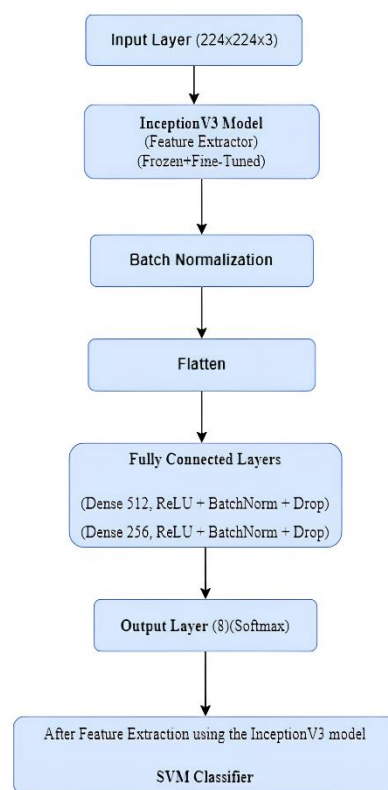 Input Layer (224x224x3)
InceptionV3 Model
(Feature Extractor)
(Frozen+Fine-Tuned)
Batch Normalization
Flatten
Fully Connected Layers
(Dense 512, ReLU + BatchNorm + Drop)
(Dense 256, ReLU + BatchNorm + Drop)
Output Layer (8)(Softmax)
After Feature Extraction using the InceptionV3 model
SVM Classifier